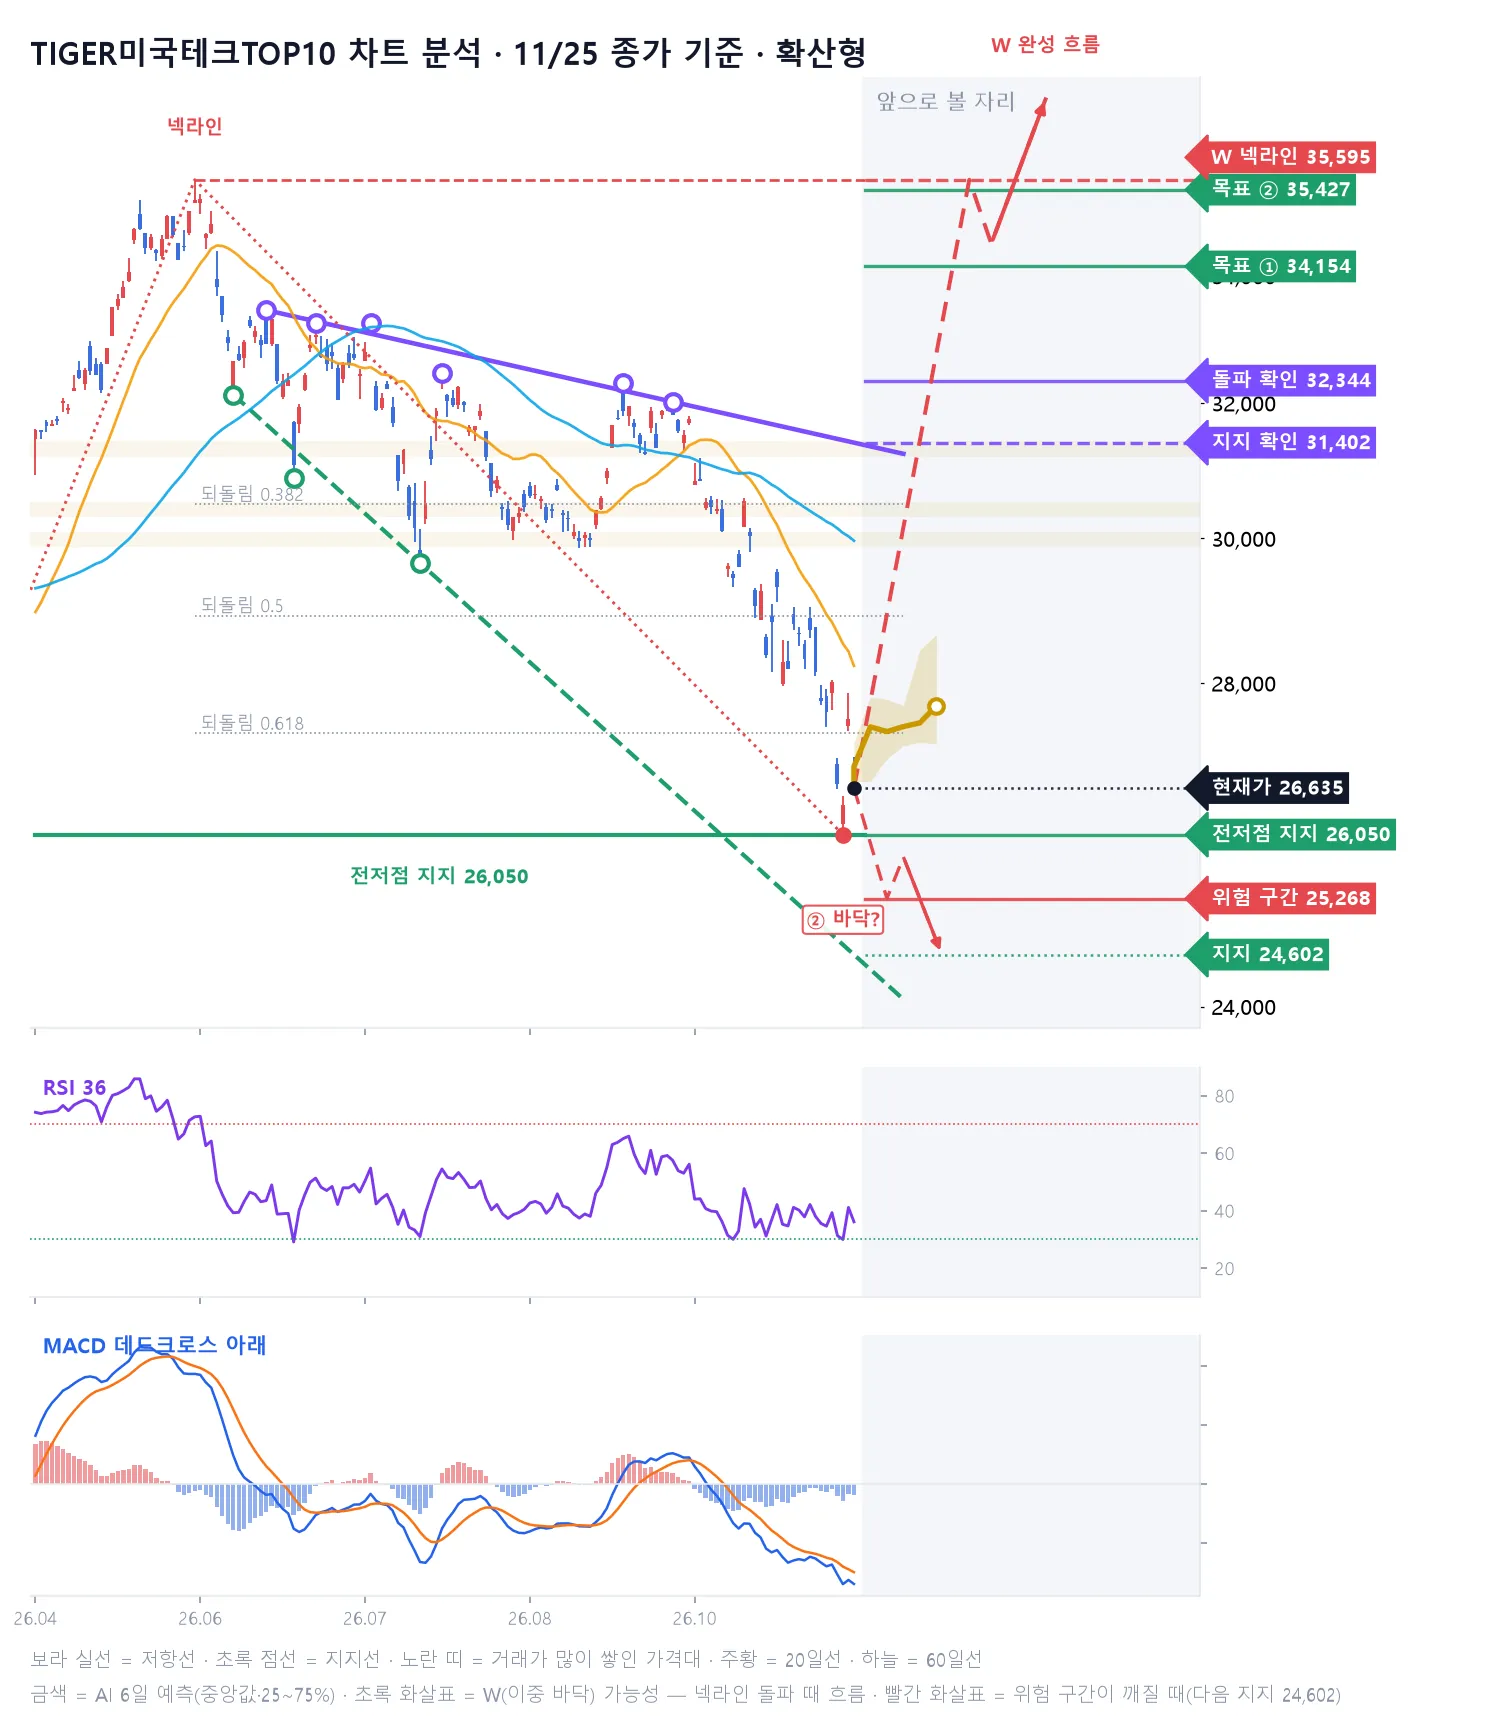 TIGER미국테크TOP10 차트 분석 · 11/25 종가 기준 · 확산형
W 완성 흐름
앞으로 볼 자리
넥라인
W 넥라인 35,595
목표 ② 35,427
목표 ① 34,154
돌파 확인 32,344
32,000
지지 확인 31,402
되돌림 0.382
30,000
되돌림 0.5
28,000
되돌림 0.618
현재가 26,635
전저점 지지 26,050
전저점 지지 26,050
위험 구간 25,268
② 바닥?
지지 24,602
24,000
RSI 36
80
60
40
20
MACD 데드크로스 아래
26.04
26.06
26.07
26.08
26.10
보라 실선 = 저항선 · 초록 점선 = 지지선 · 노란 띠 = 거래가 많이 쌓인 가격대 · 주황 = 20일선 · 하늘 = 60일선
금색 = AI 6일 예측(중앙값·25~75%) · 초록 화살표 = W(이중 바닥) 가능성 — 넥라인 돌파 때 흐름 · 빨간 화살표 = 위험 구간이 깨질 때(다음 지지 24,602)